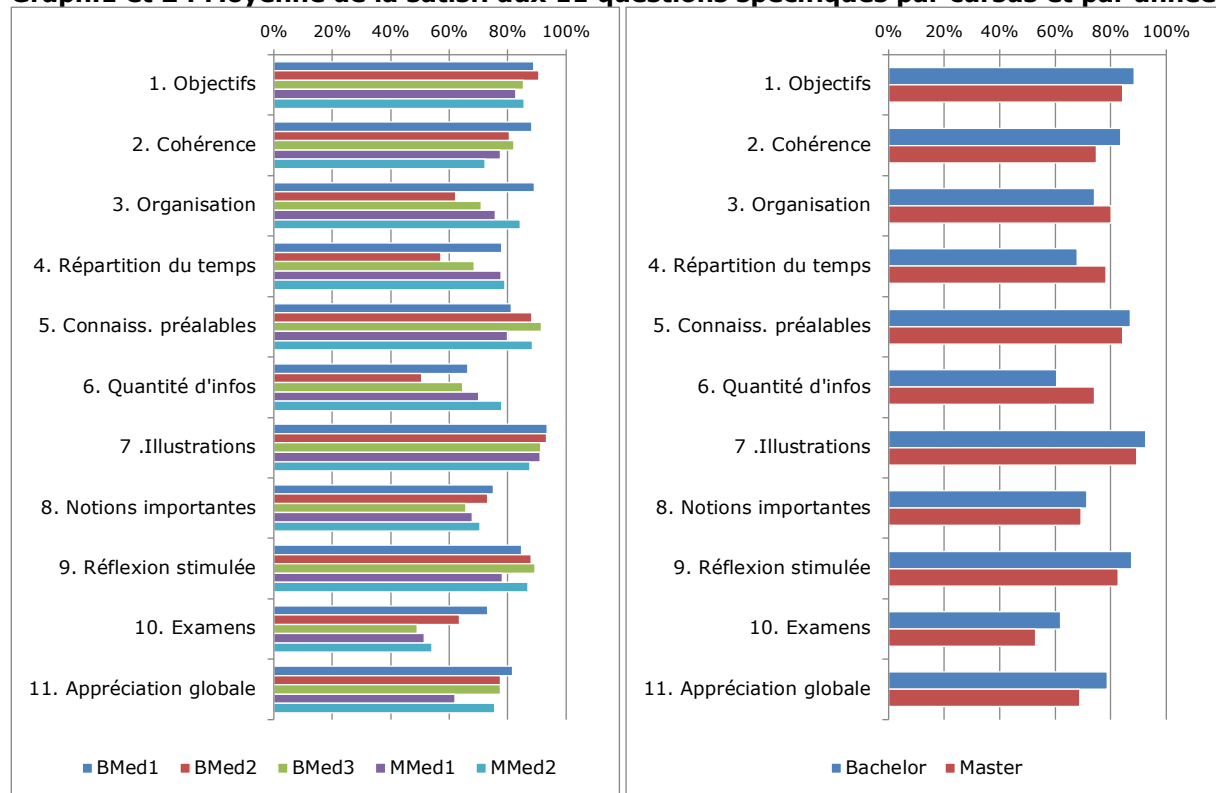 Graph1 et 2 : Moyenne de la satisfn aux 11 questions spécifiques par cursus et par année
0% 20% 40% 60% 80% 100%
1. Objectifs
2. Cohérence
3. Organisation
4. Répartition du temps
5. Connaiss. préalables
6. Quantité d'infos
7 .Illustrations
8. Notions importantes
9. Réflexion stimulée
10. Examens
11. Appréciation globale
BMed1 BMed2 BMed3 MMed1 MMed2
0% 20% 40% 60% 80% 100%
1. Objectifs
2. Cohérence
3. Organisation
4. Répartition du temps
5. Connaiss. préalables
6. Quantité d'infos
7 .Illustrations
8. Notions importantes
9. Réflexion stimulée
10. Examens
11. Appréciation globale
Bachelor Master